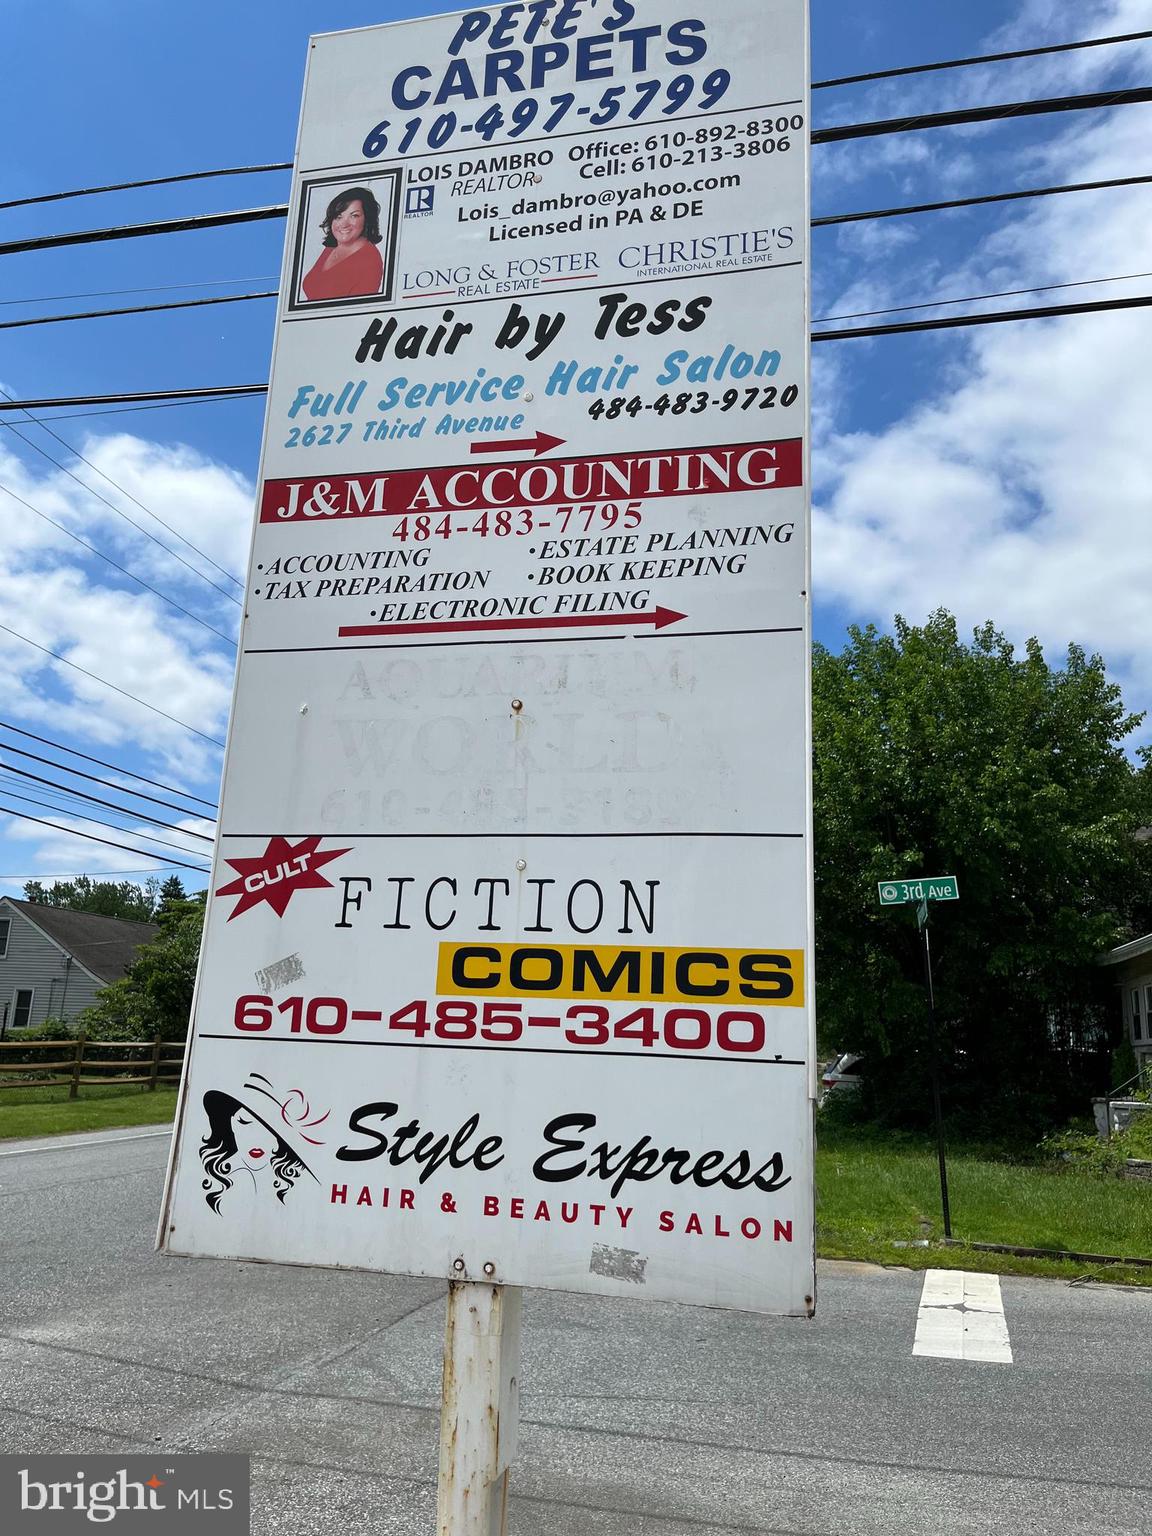 PETE'S
CARPETS
610-497-5799
LOIS DAMBRO
REALTOR
R
REALTOR
Office: 610-892-8300
Cell: 610-213-3806
Lois_dambro@yahoo.com
Licensed in PA & DE
LONG & FOSTER
REAL ESTATE
CHRISTIE'S
INTERNATIONAL REAL ESTATE
Hair by Tess
Full Service Hair Salon
2627 Third Avenue
484-483-9720
J&M ACCOUNTING
484-483-7795
•ACCOUNTING
•ESTATE PLANNING
•TAX PREPARATION
•BOOK KEEPING
•ELECTRONIC FILING
AQUARIUM
WORLD
CULT
FICTION
COMICS
610-485-3400
3rd Ave
Style Express
HAIR & BEAUTY SALON
bright™ MLS